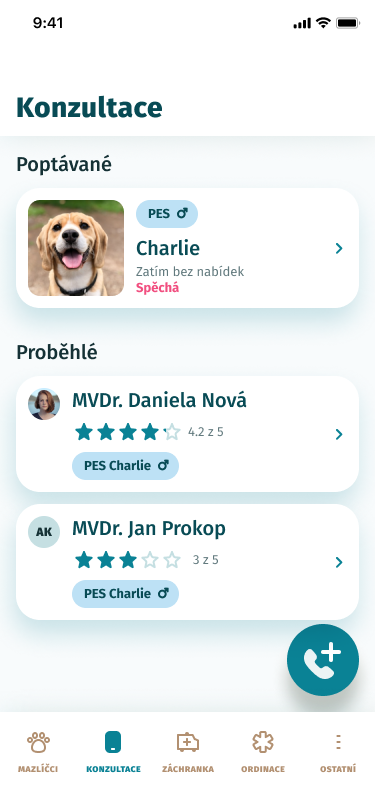 9:41
Konzultace
Poptávané
PES ♂
Charlie
Zatím bez nabídek
Spěchá
Proběhlé
MVDr. Daniela Nová
4.2 z 5
PES Charlie ♂
AK
MVDr. Jan Prokop
3 z 5
PES Charlie ♂
MAZLÍČCI
KONZULTACE
ZÁCHRANKA
ORDINACE
OSTATNÍ